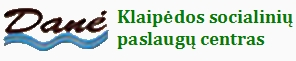 Danė
Klaipėdos socialinių
paslaugų centras